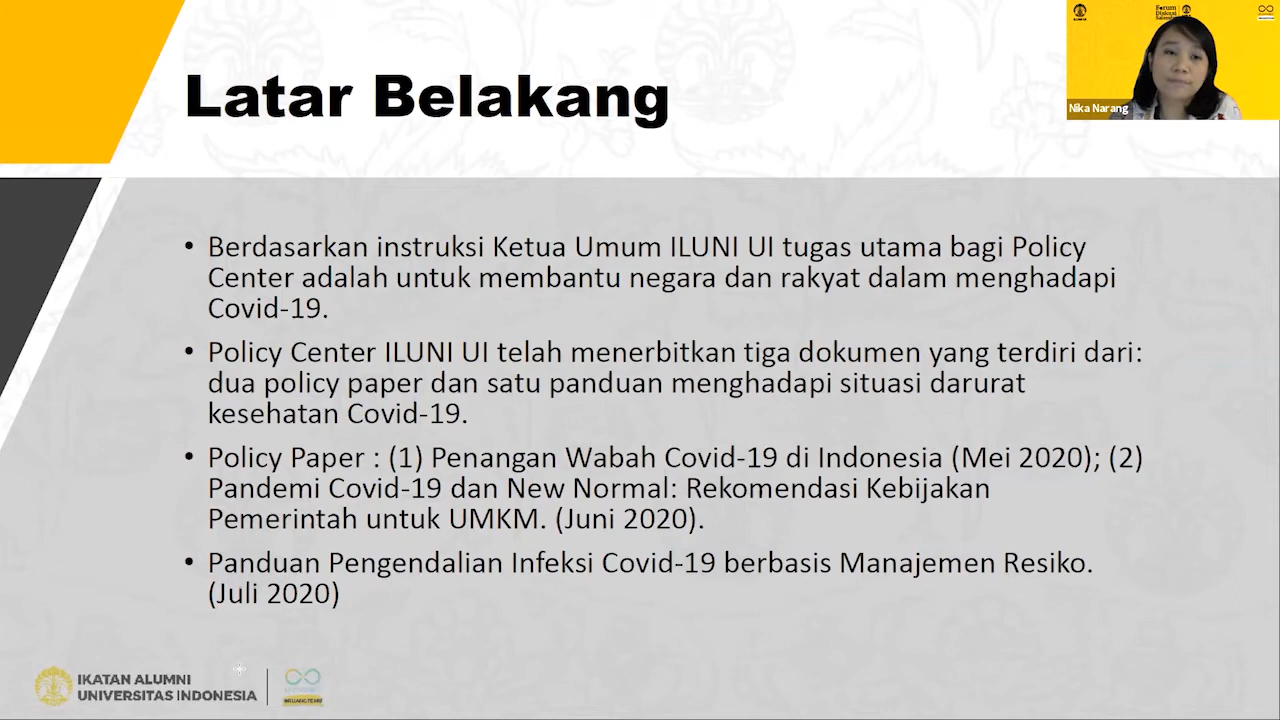 Latar Belakang
Forum
Diskusi
Salemba
Nika Narang
• Berdasarkan instruksi Ketua Umum ILUNI UI tugas utama bagi Policy
Center adalah untuk membantu negara dan rakyat dalam menghadapi
Covid-19.
• Policy Center ILUNI UI telah menerbitkan tiga dokumen yang terdiri dari:
dua policy paper dan satu panduan menghadapi situasi darurat
kesehatan Covid-19.
• Policy Paper : (1) Penangan Wabah Covid-19 di Indonesia (Mei 2020); (2)
Pandemi Covid-19 dan New Normal: Rekomendasi Kebijakan
Pemerintah untuk UMKM. (Juni 2020).
• Panduan Pengendalian Infeksi Covid-19 berbasis Manajemen Resiko.
(Juli 2020)
IKATAN ALUMNI
UNIVERSITAS INDONESIA
#RUANGTEMU